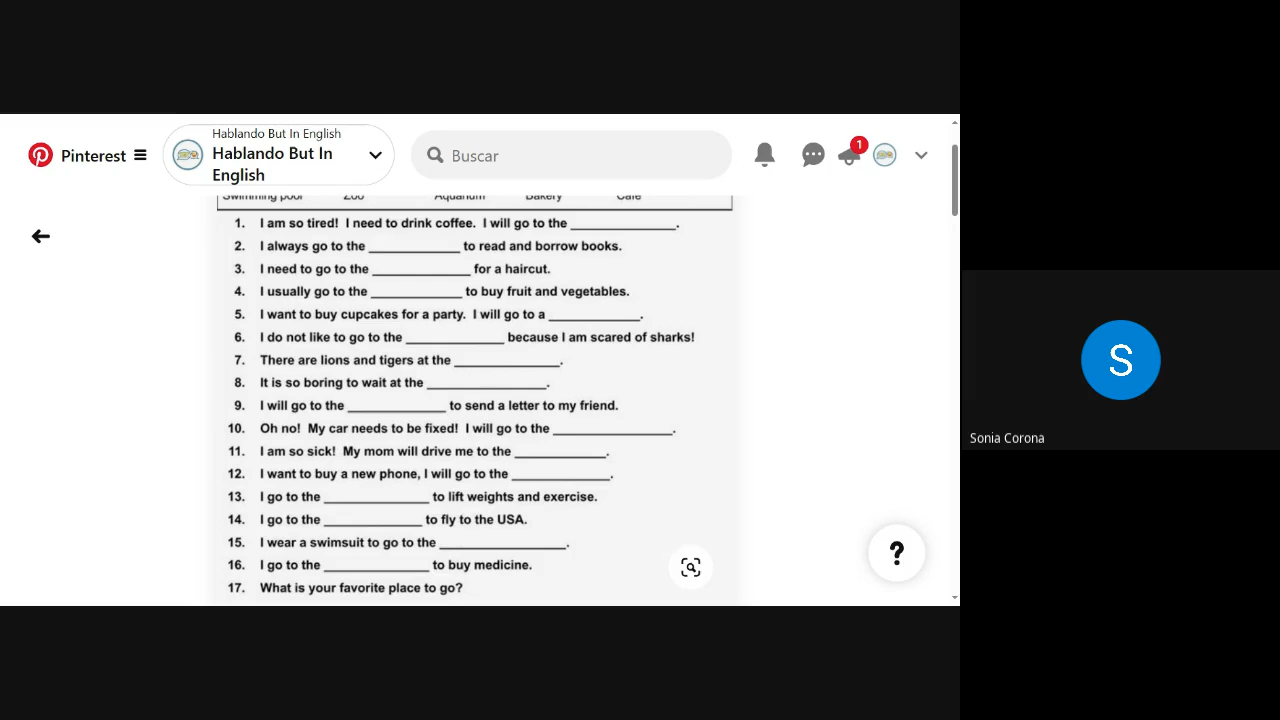 Hablando But In English
Pinterest
Hablando But In
English
Buscar
1
Swimming pool Zoo Aquarium Bakery Cafe
1. I am so tired! I need to drink coffee. I will go to the _______________.
2. I always go to the _____________ to read and borrow books.
3. I need to go to the ______________ for a haircut.
4. I usually go to the _____________ to buy fruit and vegetables.
5. I want to buy cupcakes for a party. I will go to a _____________.
6. I do not like to go to the ______________ because I am scared of sharks!
7. There are lions and tigers at the _______________.
8. It is so boring to wait at the _________________.
9. I will go to the ______________ to send a letter to my friend.
10. Oh no! My car needs to be fixed! I will go to the _________________.
11. I am so sick! My mom will drive me to the _____________.
12. I want to buy a new phone, I will go to the ______________.
13. I go to the _______________ to lift weights and exercise.
14. I go to the ______________ to fly to the USA.
15. I wear a swimsuit to go to the __________________.
16. I go to the _______________ to buy medicine.
17. What is your favorite place to go?
?
S
Sonia Corona